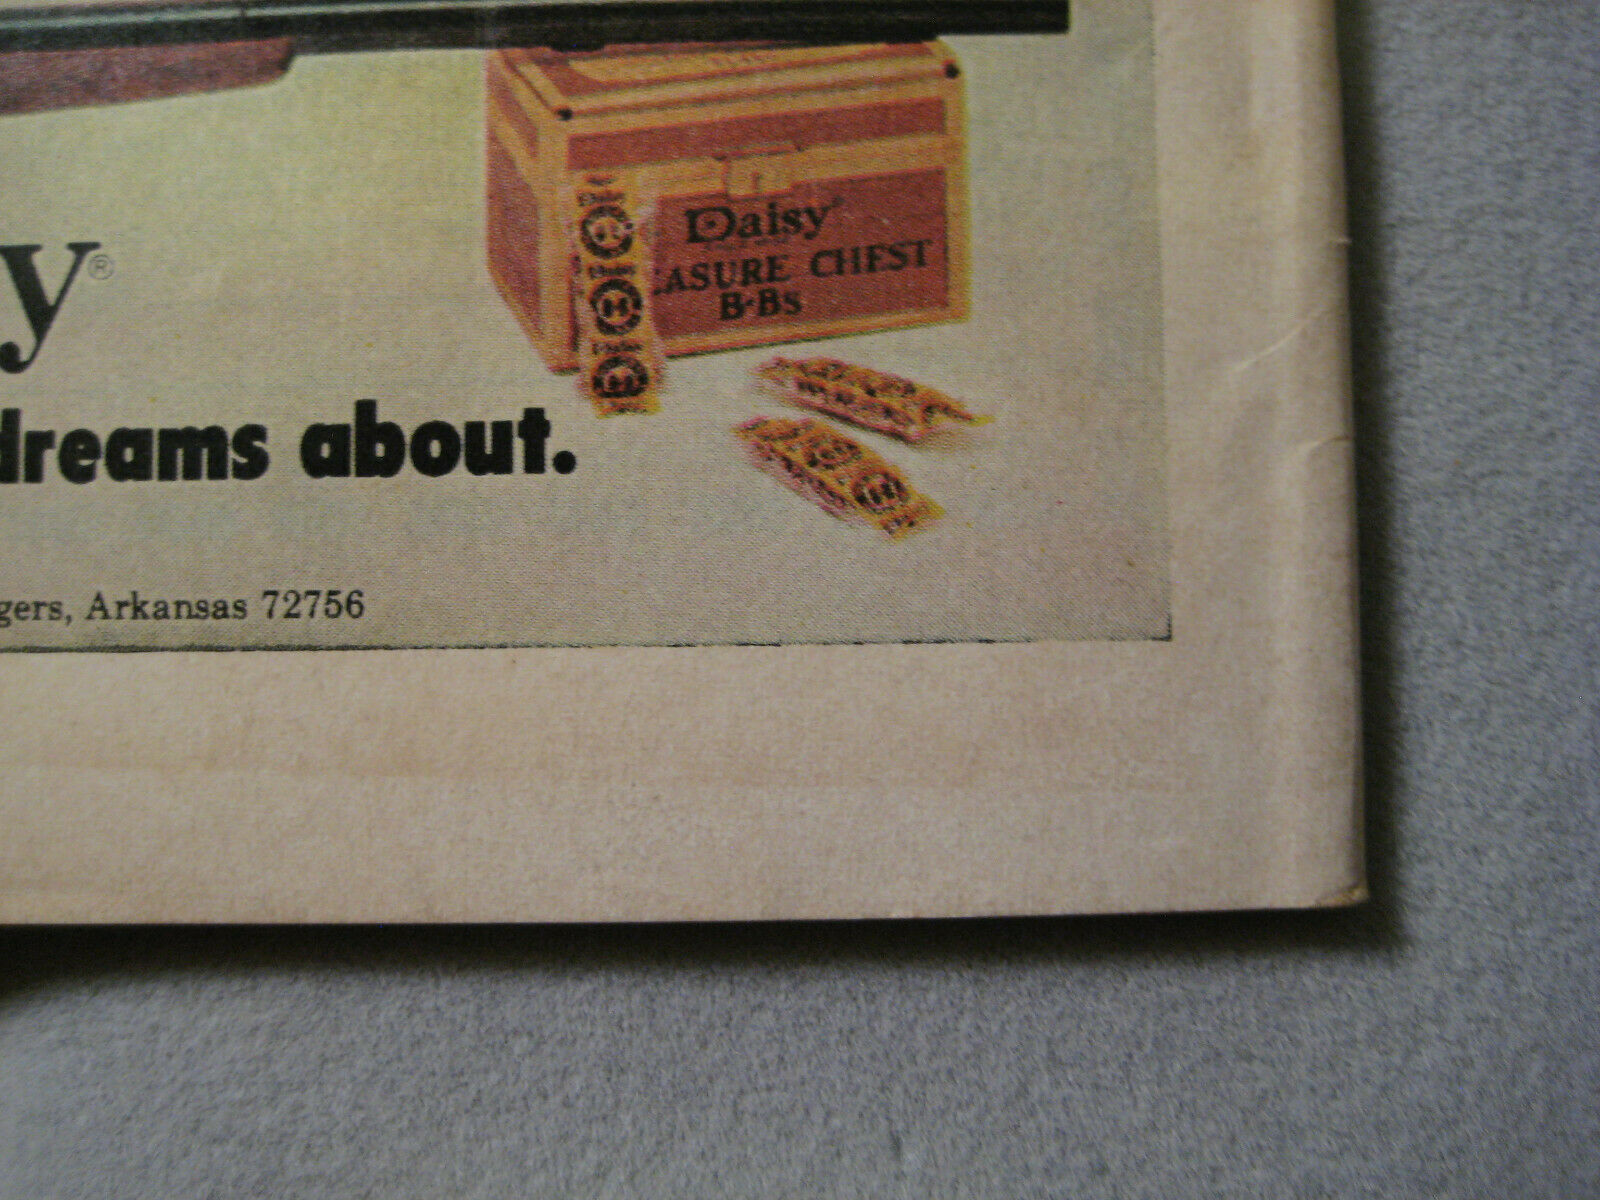 Daisy®
ASURE CHEST
B·Bs
y®
dreams about.
gers, Arkansas 72756